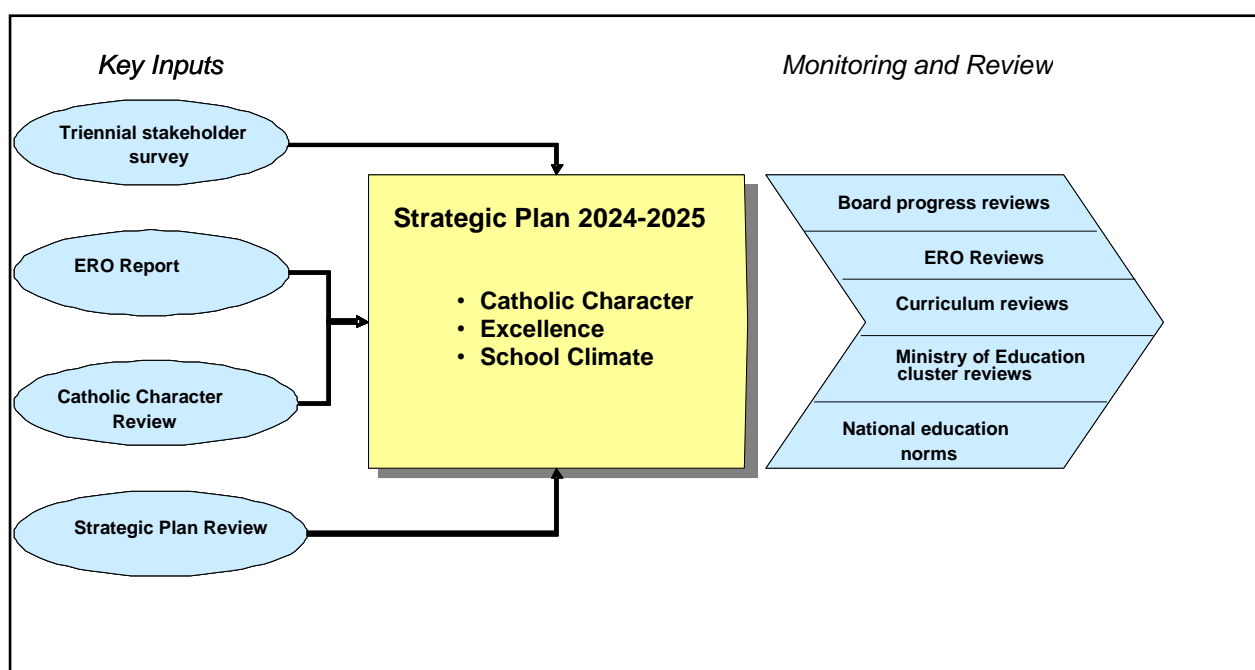 Key Inputs
Monitoring and Review
Triennial stakeholder
survey
ERO Report
Catholic Character
Review
Strategic Plan Review
Strategic Plan 2024-2025
• Catholic Character
• Excellence
• School Climate
Board progress reviews
ERO Reviews
Curriculum reviews
Ministry of Education
cluster reviews
National education
norms